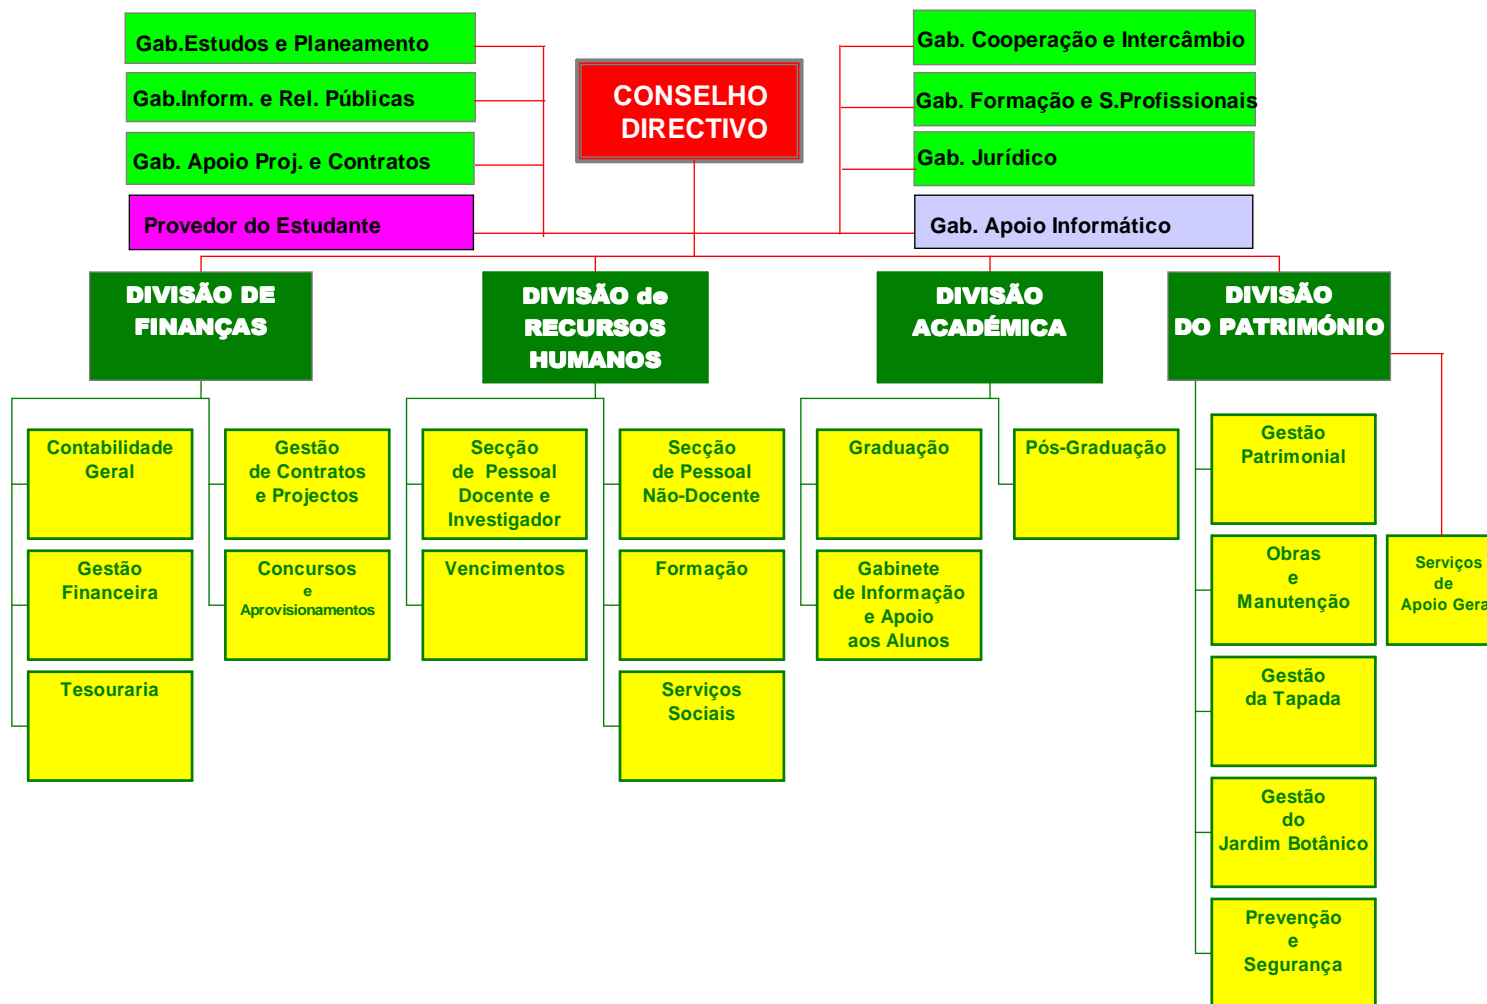 Gab.Estudos e Planeamento
Gab.Inform. e Rel. Públicas
Gab. Apoio Proj. e Contratos
Provedor do Estudante
CONSELHO
DIRECTIVO
Gab. Cooperação e Intercâmbio
Gab. Formação e S.Profissionais
Gab. Jurídico
Gab. Apoio Informático
DIVISÃO DE
FINANÇAS
DIVISÃO de
RECURSOS
HUMANOS
DIVISÃO
ACADÉMICA
DIVISÃO
DO PATRIMÓNIO
Contabilidade
Geral
Gestão
Financeira
Tesouraria
Gestão
de Contratos
e Projectos
Concursos
e
Aprovisionamentos
Secção
de Pessoal
Docente e
Investigador
Vencimentos
Secção
de Pessoal
Não-Docente
Formação
Serviços
Sociais
Graduação
Gabinete
de Informação
e Apoio
aos Alunos
Pós-Graduação
Gestão
Patrimonial
Obras
e
Manutenção
Gestão
da Tapada
Gestão
do
Jardim Botânico
Prevenção
e
Segurança
Serviços
de
Apoio Gera